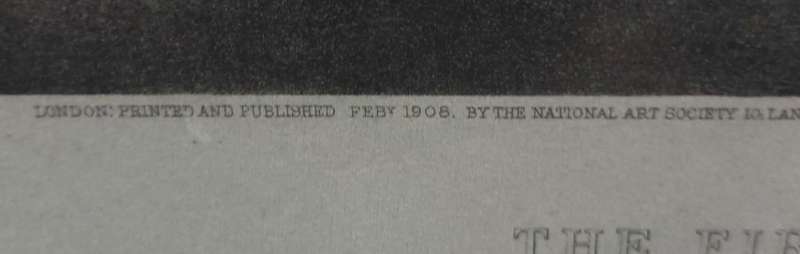 LONDON: PRINTED AND PUBLISHED FEBY 1908. BY THE NATIONAL ART SOCIETY
THE